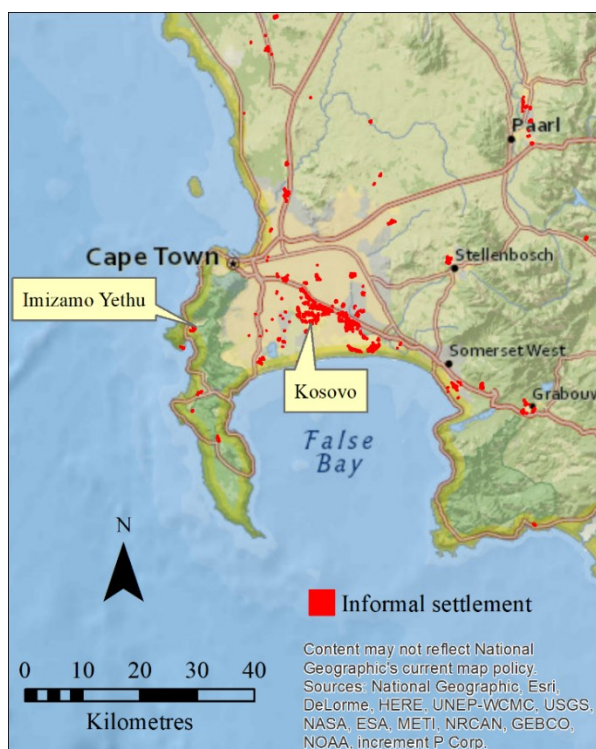 Paarl
Cape Town
Stellenbosch
Imizamo Yethu
Somerset West
Kosovo
Grabouw
False
Bay
N
Informal settlement
0 10 20 30 40
Kilometres
Content may not reflect National
Geographic's current map policy.
Sources: National Geographic, Esri,
DeLorme, HERE, UNEP-WCMC, USGS,
NASA, ESA, METI, NRCAN, GEBCO,
NOAA, increment P Corp.